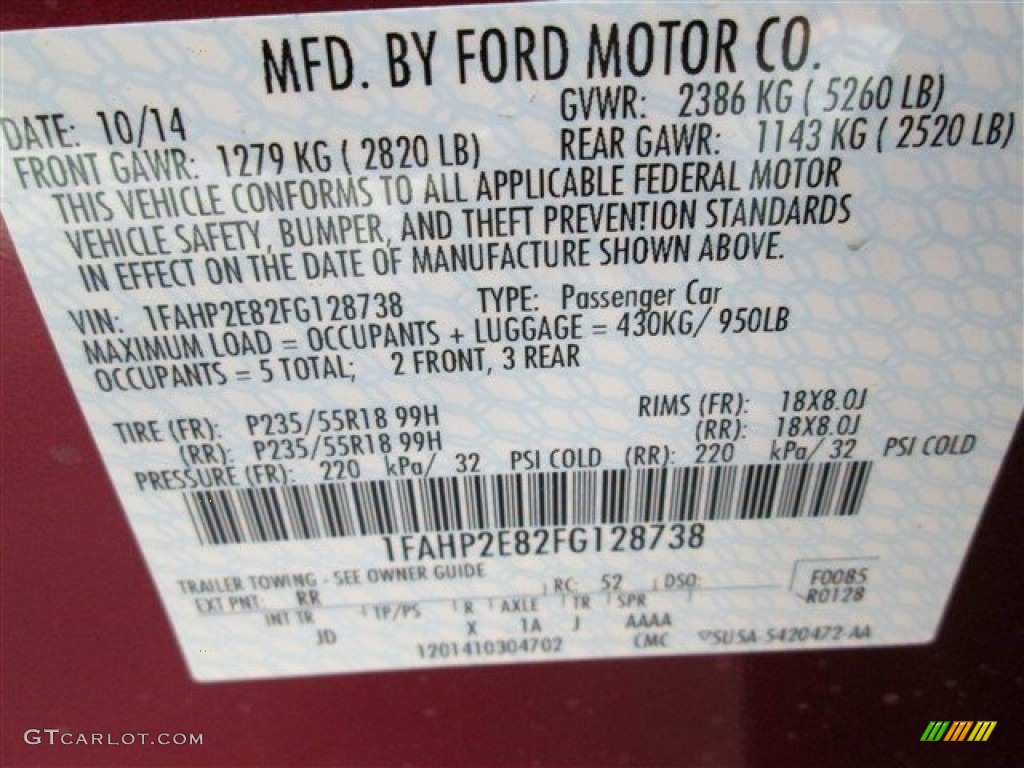 MFD. BY FORD MOTOR CO.
DATE: 10/14 GVWR: 2386 KG ( 5260 LB)
FRONT GAWR: 1279 KG ( 2820 LB) REAR GAWR: 1143 KG ( 2520 LB)
THIS VEHICLE CONFORMS TO ALL APPLICABLE FEDERAL MOTOR
VEHICLE SAFETY, BUMPER, AND THEFT PREVENTION STANDARDS
IN EFFECT ON THE DATE OF MANUFACTURE SHOWN ABOVE.
VIN: 1FAHP2E82FG128738 TYPE: Passenger Car
MAXIMUM LOAD = OCCUPANTS + LUGGAGE = 430KG/ 950LB
OCCUPANTS = 5 TOTAL; 2 FRONT, 3 REAR
TIRE (FR): P235/55R18 99H RIMS (FR): 18X8.0J
(RR): P235/55R18 99H (RR): 18X8.0J
PRESSURE (FR): 220 kPa/ 32 PSI COLD (RR): 220 kPa/ 32 PSI COLD
1FAHP2E82FG128738
TRAILER TOWING - SEE OWNER GUIDE
EXT PNT: RR RC: 52 DSO: F0085
R0128
INT TR TP/PS R AXLE TR SPR
JD X 1A J AAAA
1201410304702 CMC SUSA-S420472-AA
GTCARLOT.COM